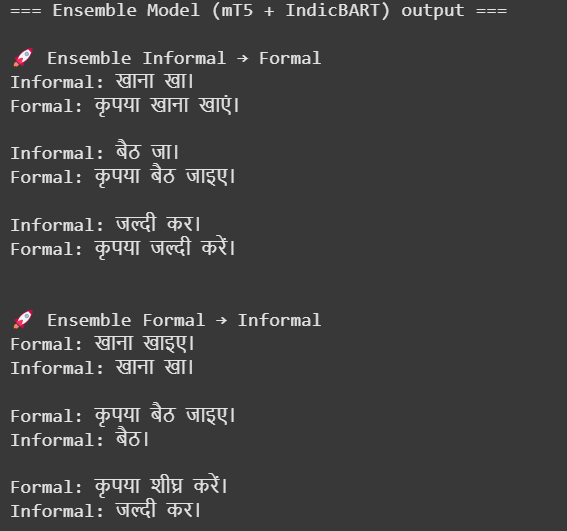 === Ensemble Model (mT5 + IndicBART) output ===
🚀 Ensemble Informal → Formal
Informal: खाना खा।
Formal: कृपया खाना खाएं।
Informal: बैठ जा।
Formal: कृपया बैठ जाइए।
Informal: जल्दी कर।
Formal: कृपया जल्दी करें।
🚀 Ensemble Formal → Informal
Formal: खाना खाइए।
Informal: खाना खा।
Formal: कृपया बैठ जाइए।
Informal: बैठ।
Formal: कृपया शीघ्र करें।
Informal: जल्दी कर।